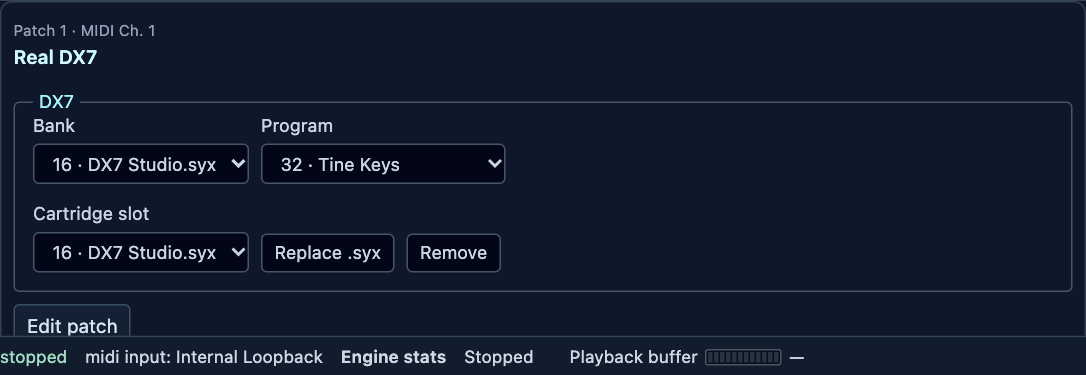 Patch 1 · MIDI Ch. 1
Real DX7
DX7
Bank Program
16 · DX7 Studio.syx 32 · Tine Keys
Cartridge slot
16 · DX7 Studio.syx Replace .syx Remove
Edit patch
stopped midi input: Internal Loopback Engine stats Stopped Playback buffer —